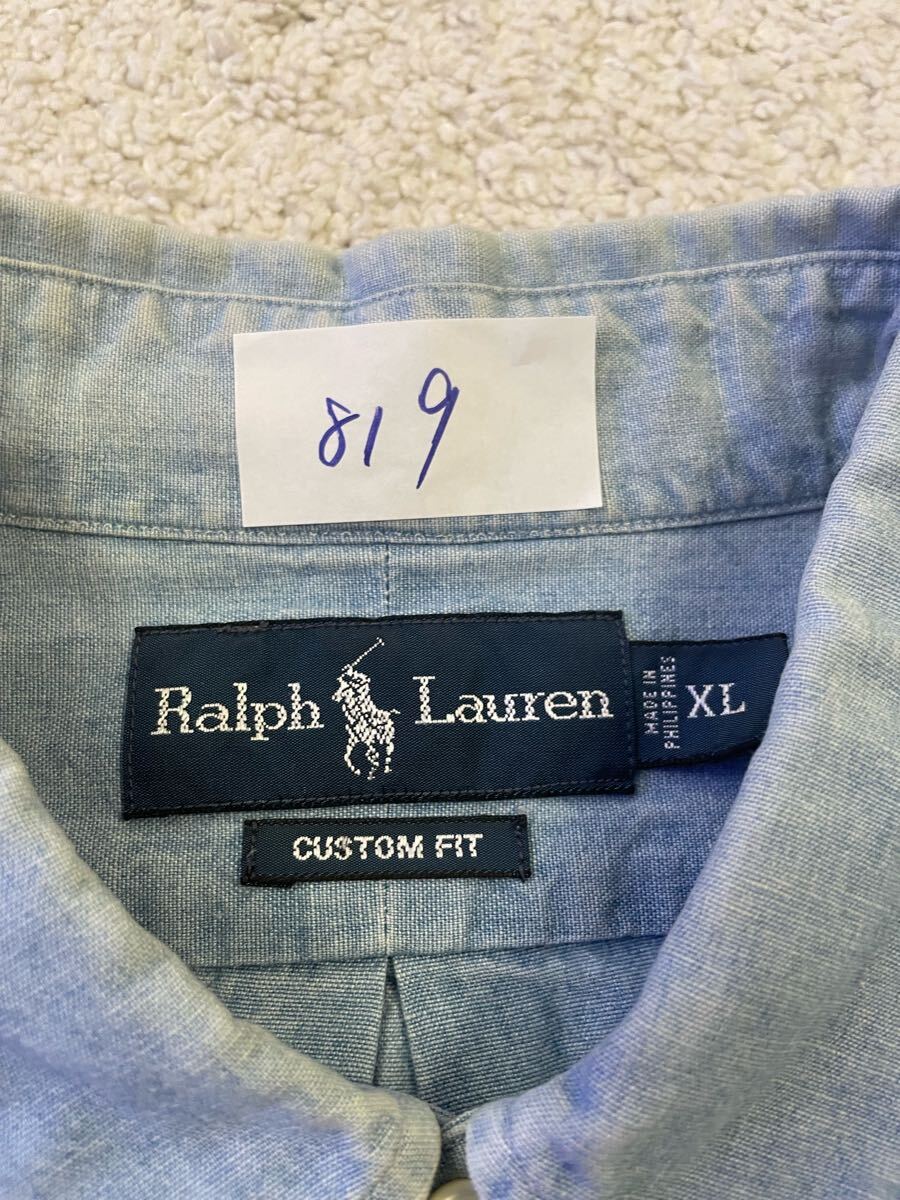 819
Ralph Lauren
MADE IN
PHILIPPINES
XL
CUSTOM FIT